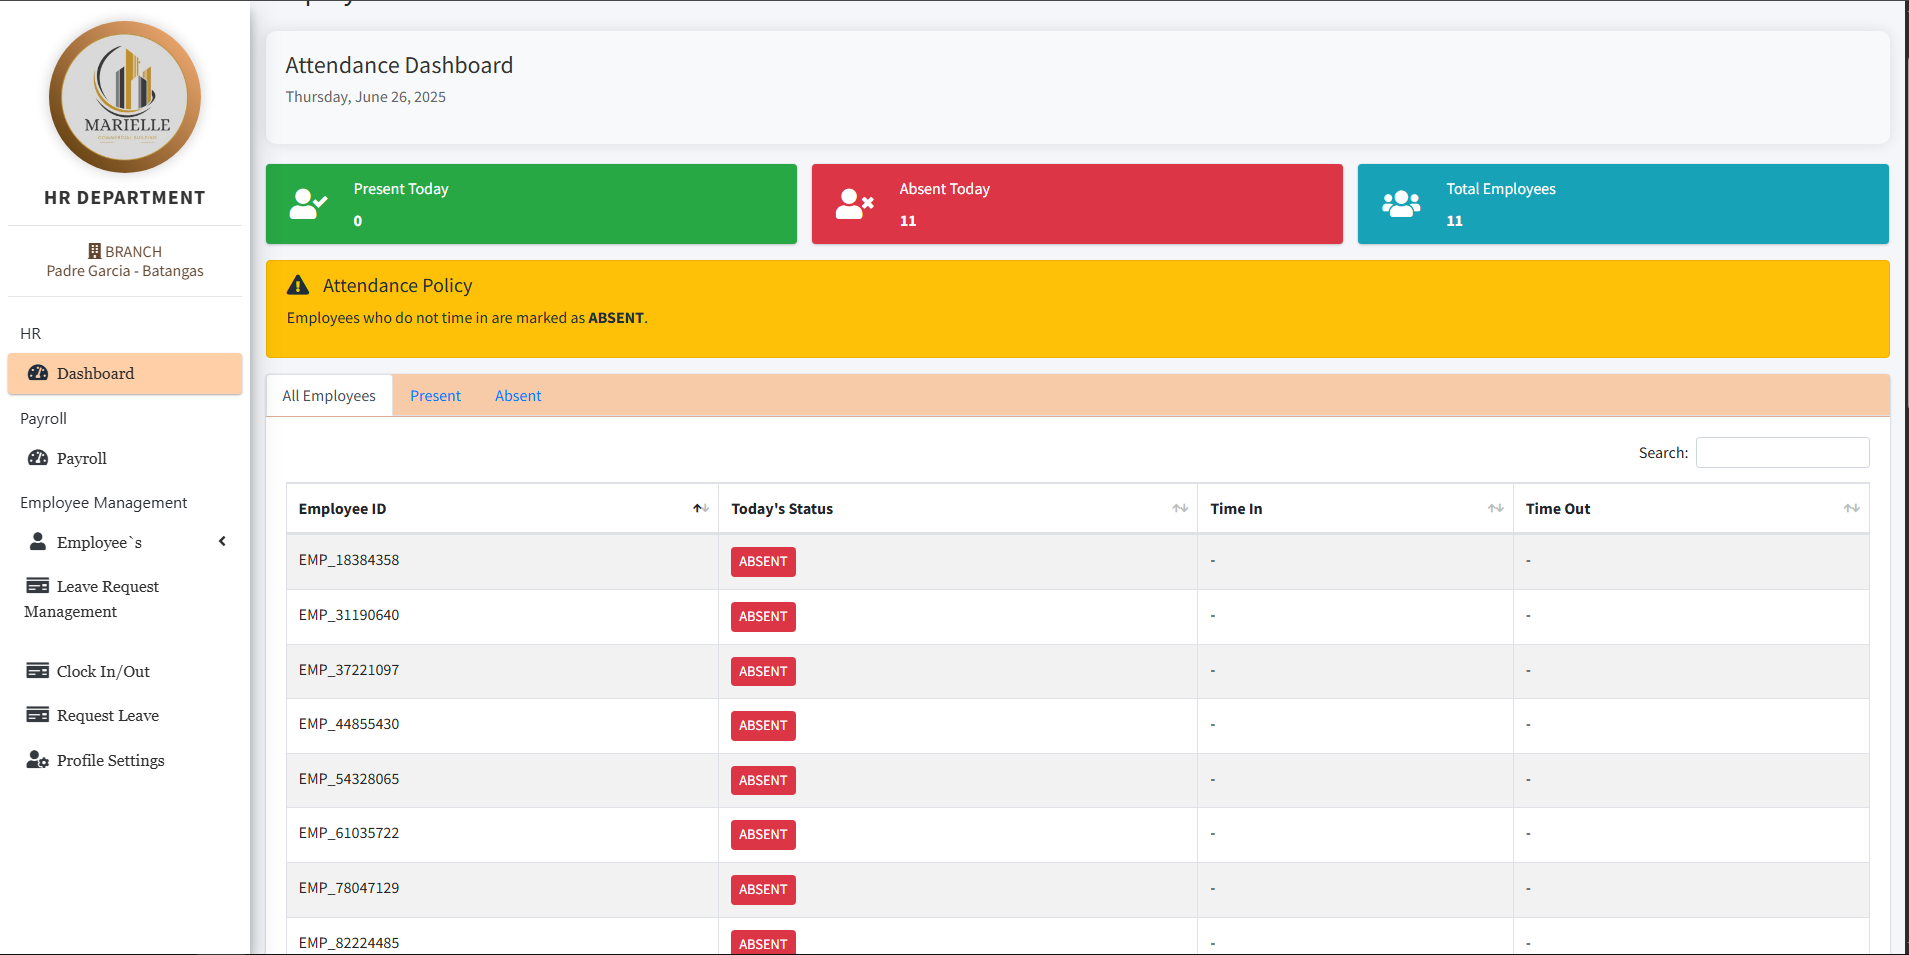 MARIELLE
HR DEPARTMENT
BRANCH
Padre Garcia - Batangas
HR
Dashboard
Payroll
Payroll
Employee Management
Employee`s
Leave Request
Management
Clock In/Out
Request Leave
Profile Settings
Attendance Dashboard
Thursday, June 26, 2025
Present Today
0
Absent Today
11
Total Employees
11
Attendance Policy
Employees who do not time in are marked as ABSENT.
All Employees Present Absent
Search:
Employee ID Today's Status Time In Time Out
EMP_18384358 ABSENT - -
EMP_31190640 ABSENT - -
EMP_37221097 ABSENT - -
EMP_44855430 ABSENT - -
EMP_54328065 ABSENT - -
EMP_61035722 ABSENT - -
EMP_78047129 ABSENT - -
EMP_82224485 ABSENT - -